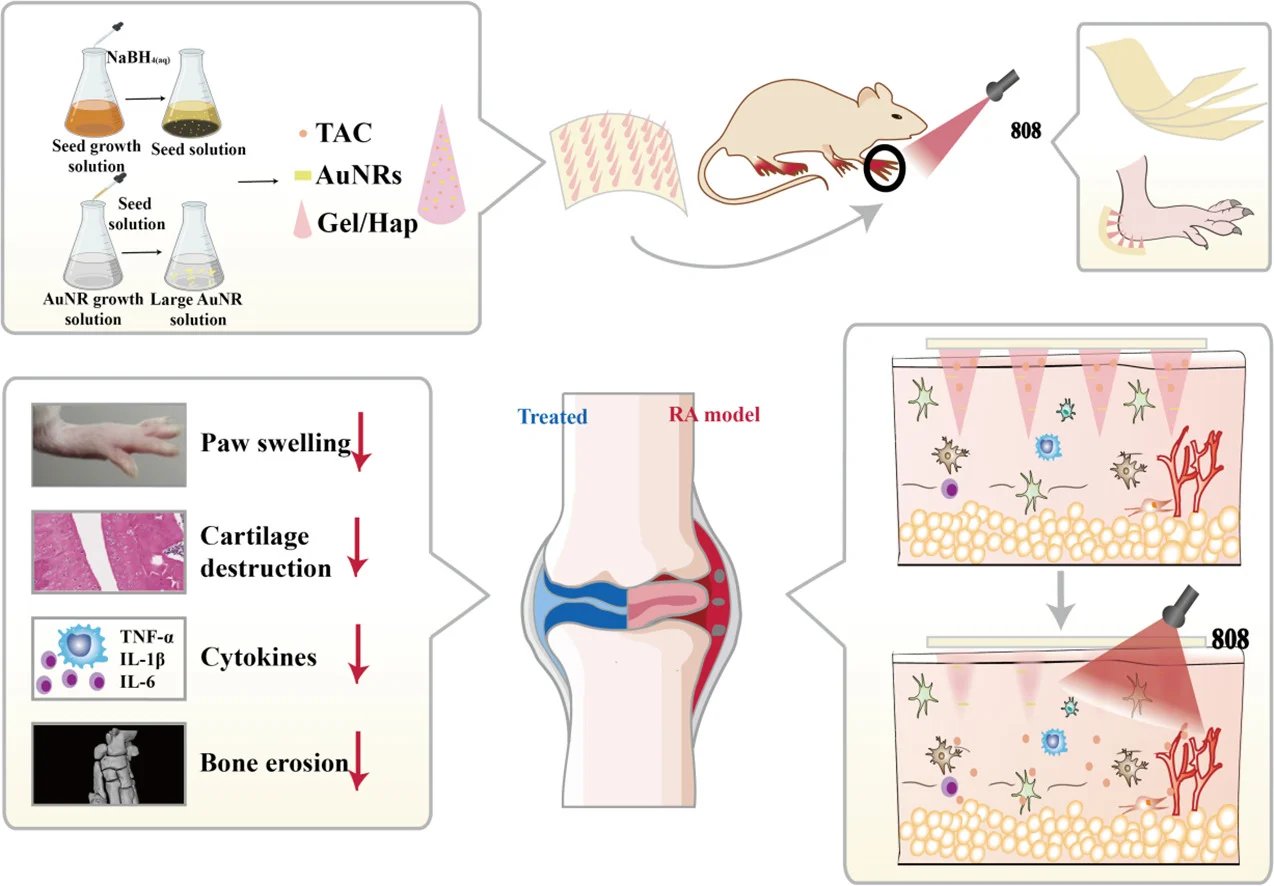 NaBH4(aq)
Seed growth
solution
Seed solution
Seed
solution
AuNR growth
solution
Large AuNR
solution
TAC
AuNRs
Gel/Hap
808
Treated
RA model
Paw swelling
Cartilage
destruction
TNF-α
IL-1β
IL-6
Cytokines
Bone erosion
808